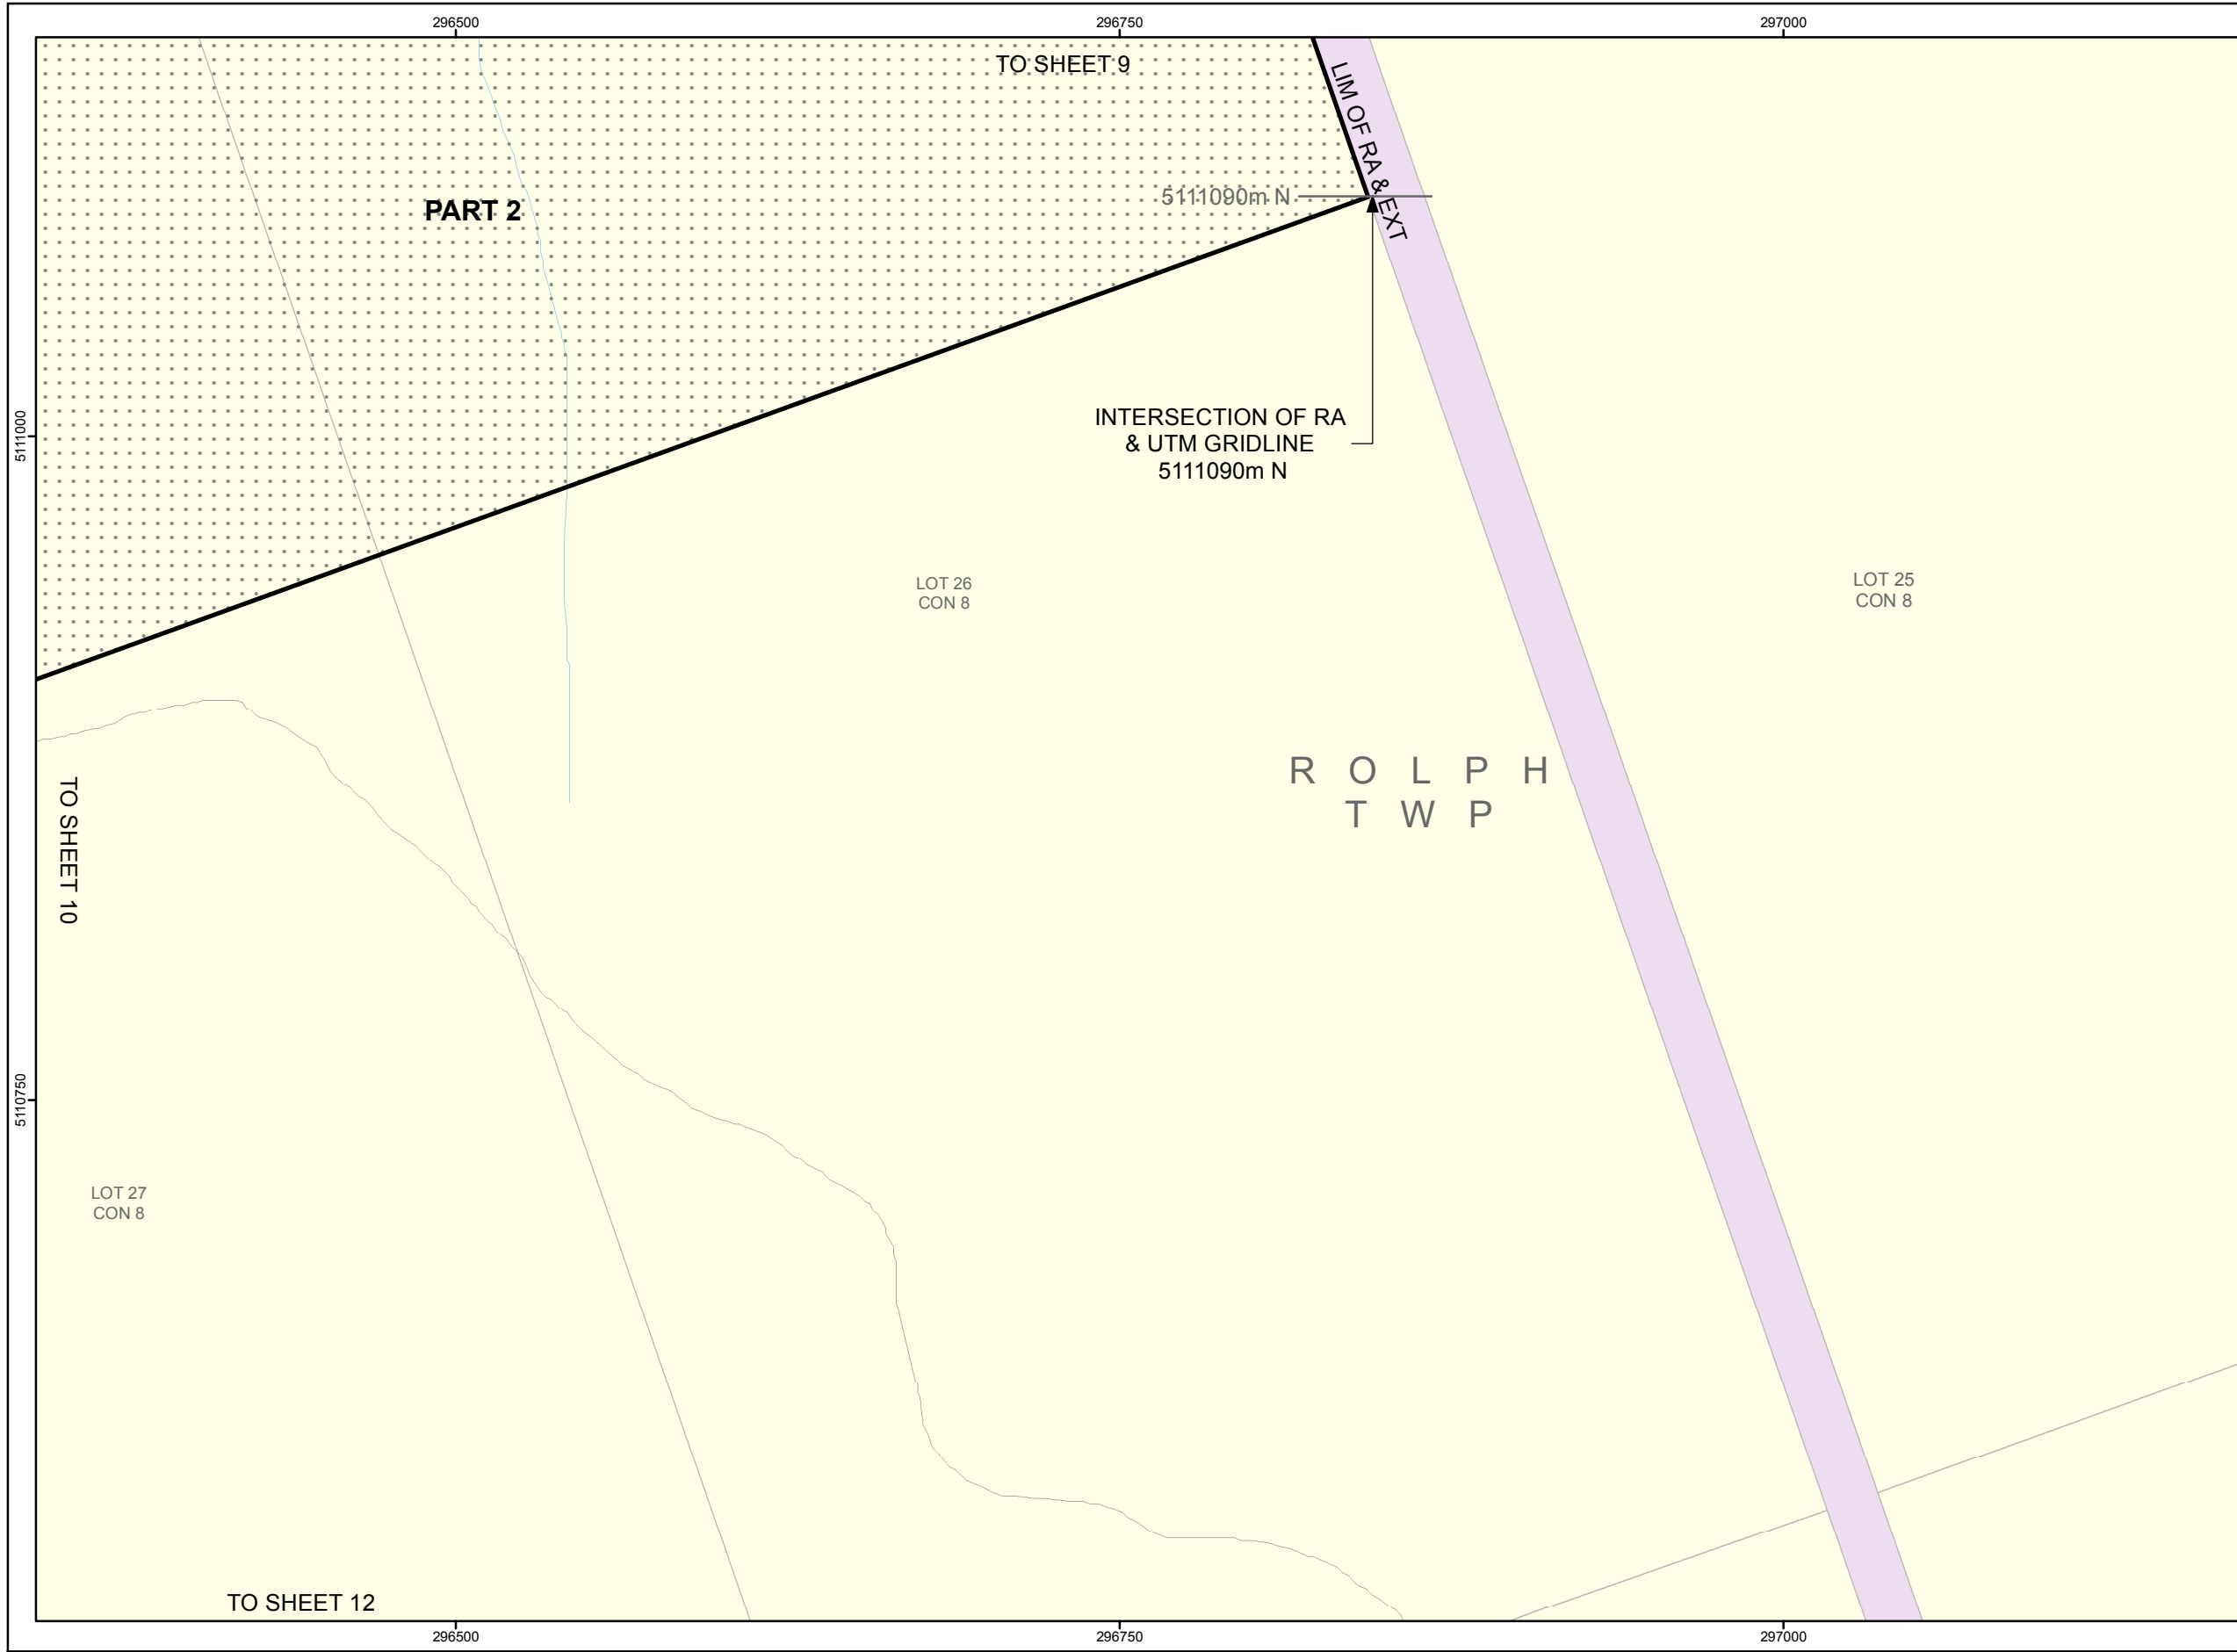 296500
296750
297000
TO SHEET 9
LIM OF RA & EXT
5111090m N
PART 2
5111000
INTERSECTION OF RA
& UTM GRIDLINE
5111090m N
LOT 26
CON 8
LOT 25
CON 8
ROLPH
TWP
TO SHEET 10
5110750
LOT 27
CON 8
TO SHEET 12
296500
296750
297000